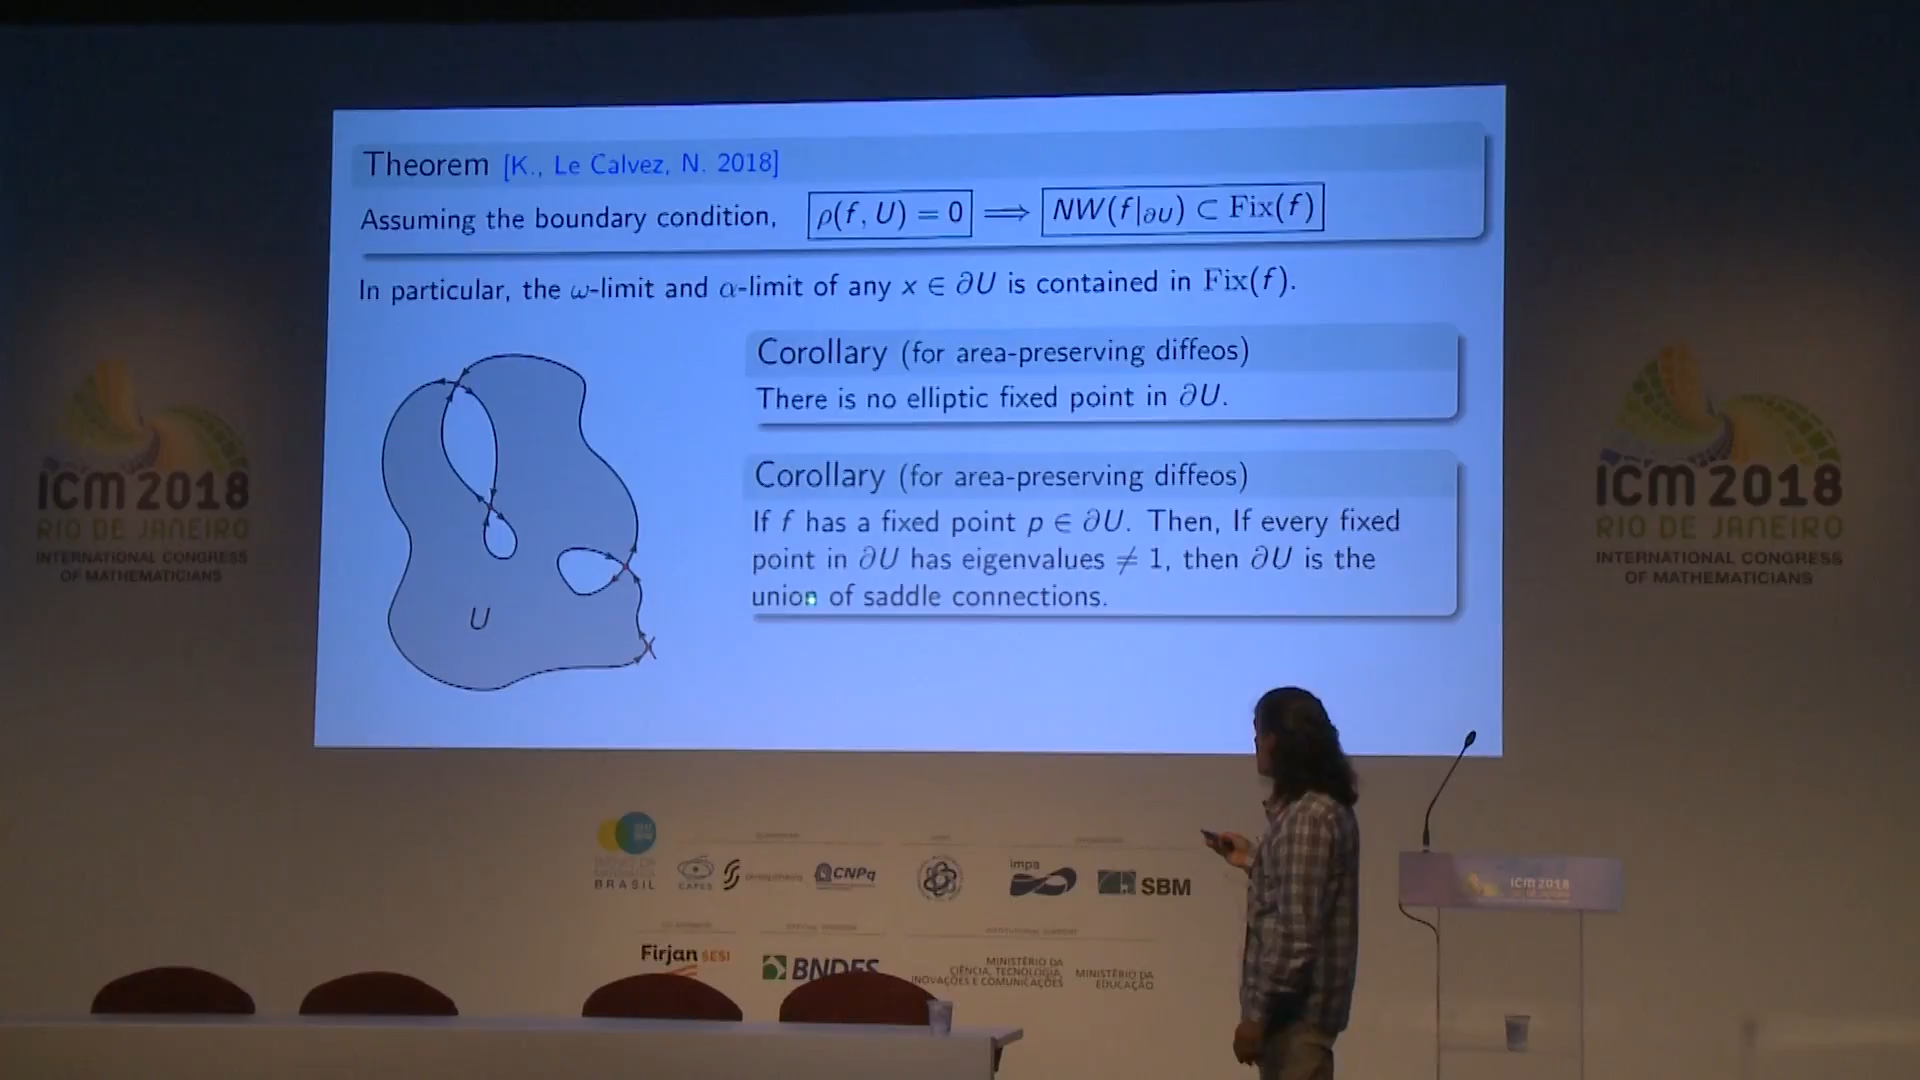 Theorem [K., Le Calvez, N. 2018]
Assuming the boundary condition, ρ(f, U) = 0 ⟹ NW(f|∂U) ⊂ Fix(f)
In particular, the ω-limit and α-limit of any x ∈ ∂U is contained in Fix(f).
U
Corollary (for area-preserving diffeos)
There is no elliptic fixed point in ∂U.
Corollary (for area-preserving diffeos)
If f has a fixed point p ∈ ∂U. Then, If every fixed
point in ∂U has eigenvalues ≠ 1, then ∂U is the
union of saddle connections.
ICM 2018
RIO DE JANEIRO
INTERNATIONAL CONGRESS
OF MATHEMATICIANS
ICM 2018
RIO DE JANEIRO
INTERNATIONAL CONGRESS
OF MATHEMATICIANS
BRASIL
CAPES
CNPq
impa
SBM
Firjan SESI
BNDES
MINISTÉRIO DA
CIÊNCIA, TECNOLOGIA,
INOVAÇÕES E COMUNICAÇÕES
MINISTÉRIO DA
EDUCAÇÃO
ICM 2018